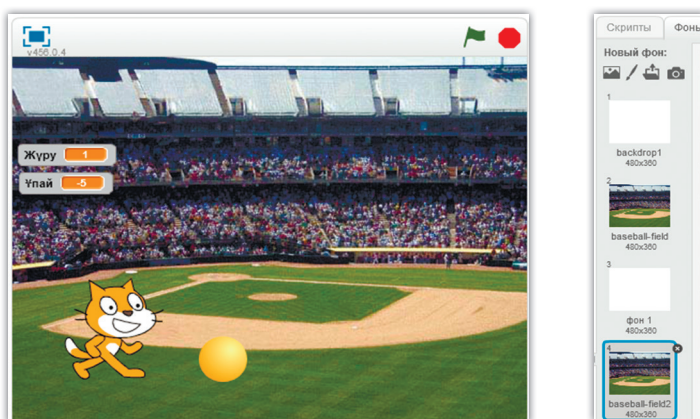 v456.0.4
Жүру 1
Ұпай -5
Скрипты
Фоны
Новый фон:
1
backdrop1
480x360
2
baseball-field
480x360
3
фон 1
480x360
4
baseball-field2
480x360